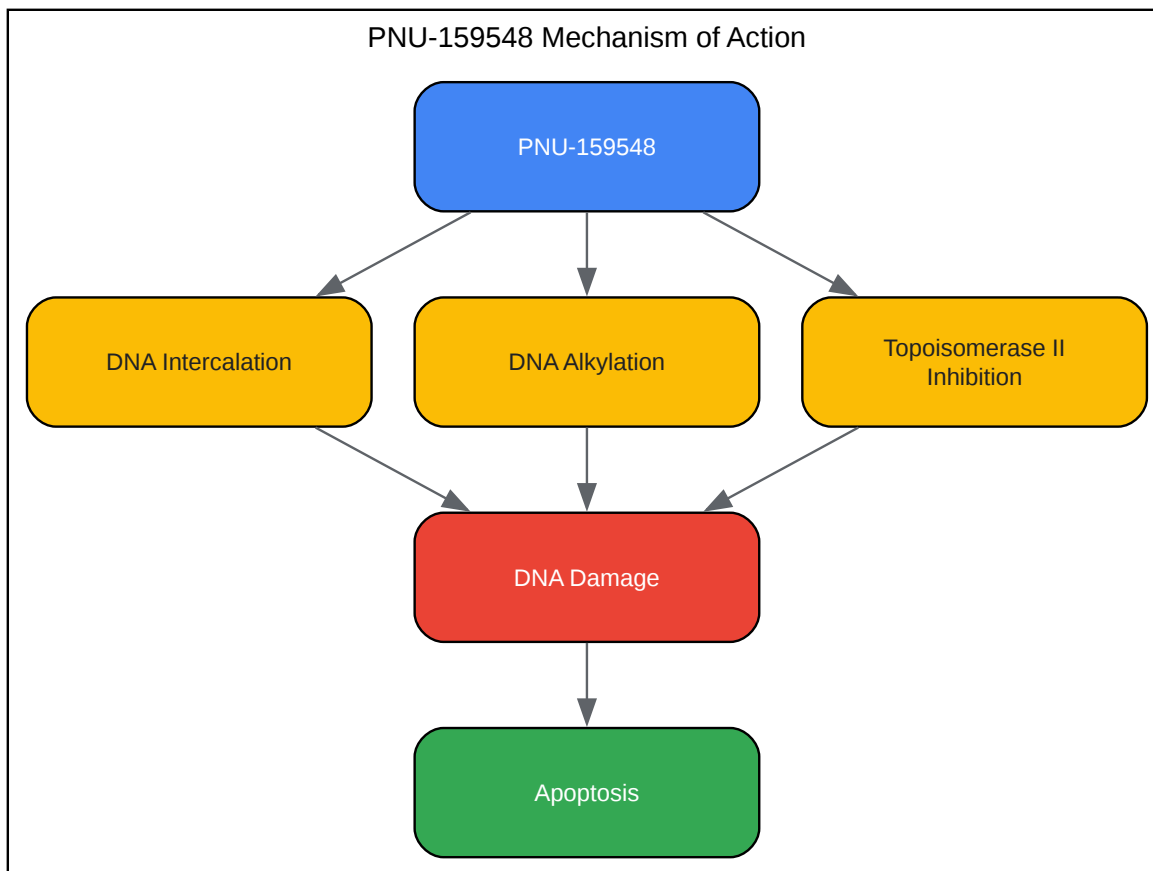 PNU-159548 Mechanism of Action
PNU-159548
DNA Intercalation
DNA Alkylation
Topoisomerase II
Inhibition
DNA Damage
Apoptosis